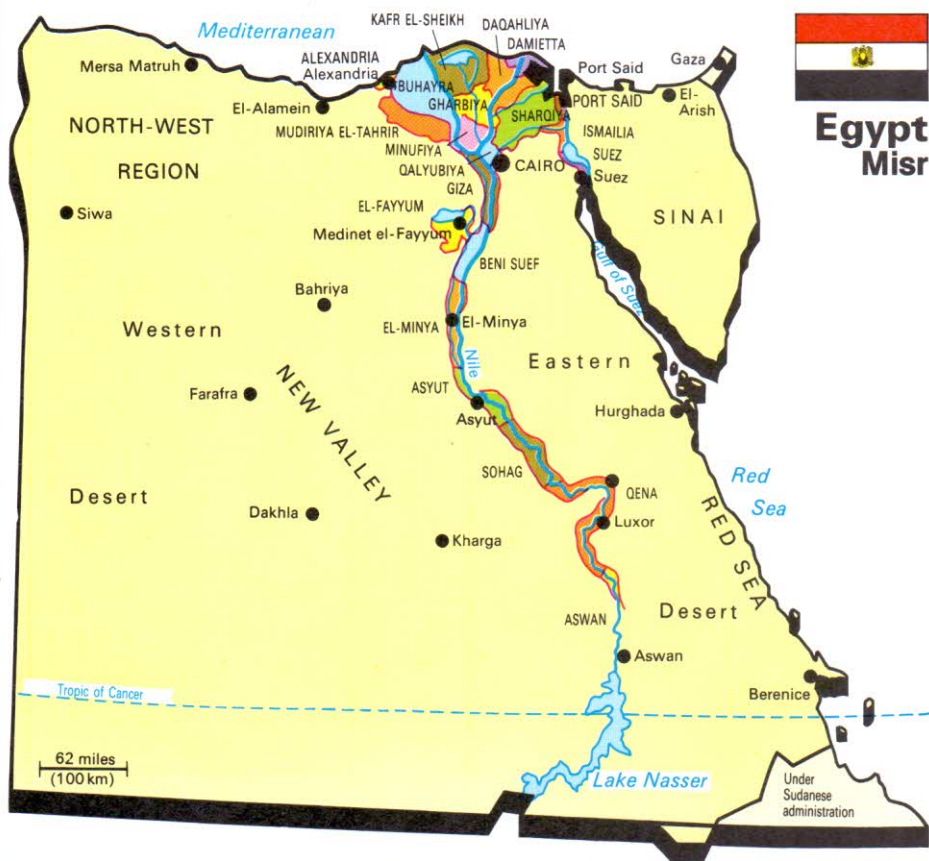 Egypt
Misr
Mediterranean
KAFR EL-SHEIKH
DAQAHLIYA
DAMIETTA
ALEXANDRIA
Alexandria
Mersa Matruh
Port Said
Gaza
BUHAYRA
GHARBIYA
PORT SAID
El-Alamein
El-
Arish
SHARQIYA
NORTH-WEST
REGION
MUDIRIYA EL-TAHRIR
ISMAILIA
MINUFIYA
SUEZ
QALYUBIYA
CAIRO
Suez
GIZA
Siwa
EL-FAYYUM
SINAI
Medinet el-Fayyum
Gulf of Suez
BENI SUEF
Bahriya
Western
EL-MINYA
El-Minya
Nile
Eastern
NEW VALLEY
ASYUT
Farafra
Asyut
Hurghada
SOHAG
Red
Sea
QENA
Desert
Dakhla
Luxor
RED SEA
Kharga
Desert
ASWAN
Aswan
Tropic of Cancer
Berenice
62 miles
(100 km)
Lake Nasser
Under
Sudanese
administration